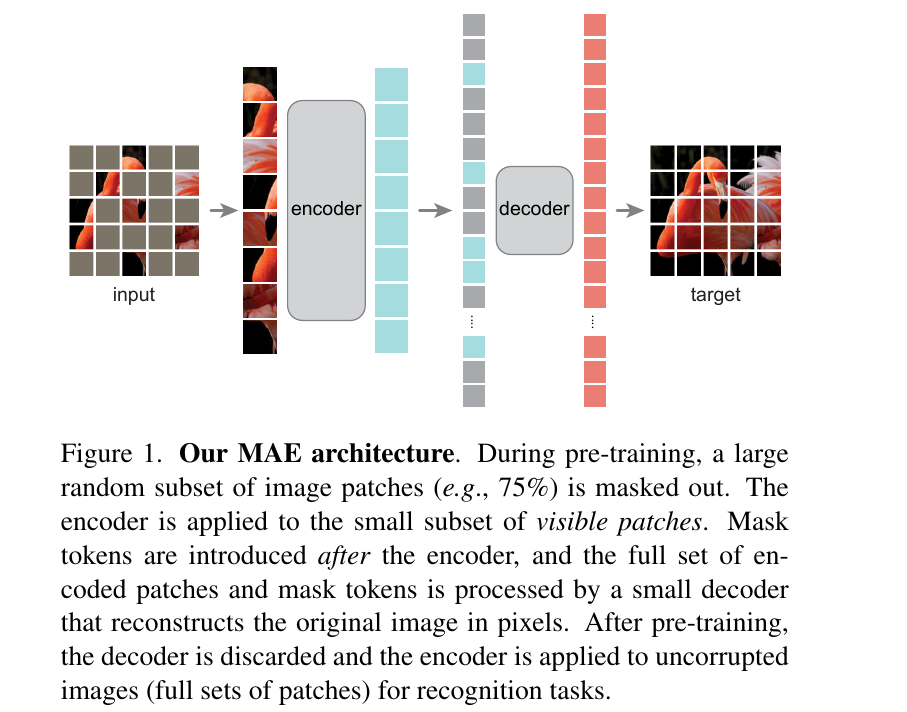 encoder
decoder
input
target
Figure 1. Our MAE architecture. During pre-training, a large
random subset of image patches (e.g., 75%) is masked out. The
encoder is applied to the small subset of visible patches. Mask
tokens are introduced after the encoder, and the full set of en-
coded patches and mask tokens is processed by a small decoder
that reconstructs the original image in pixels. After pre-training,
the decoder is discarded and the encoder is applied to uncorrupted
images (full sets of patches) for recognition tasks.